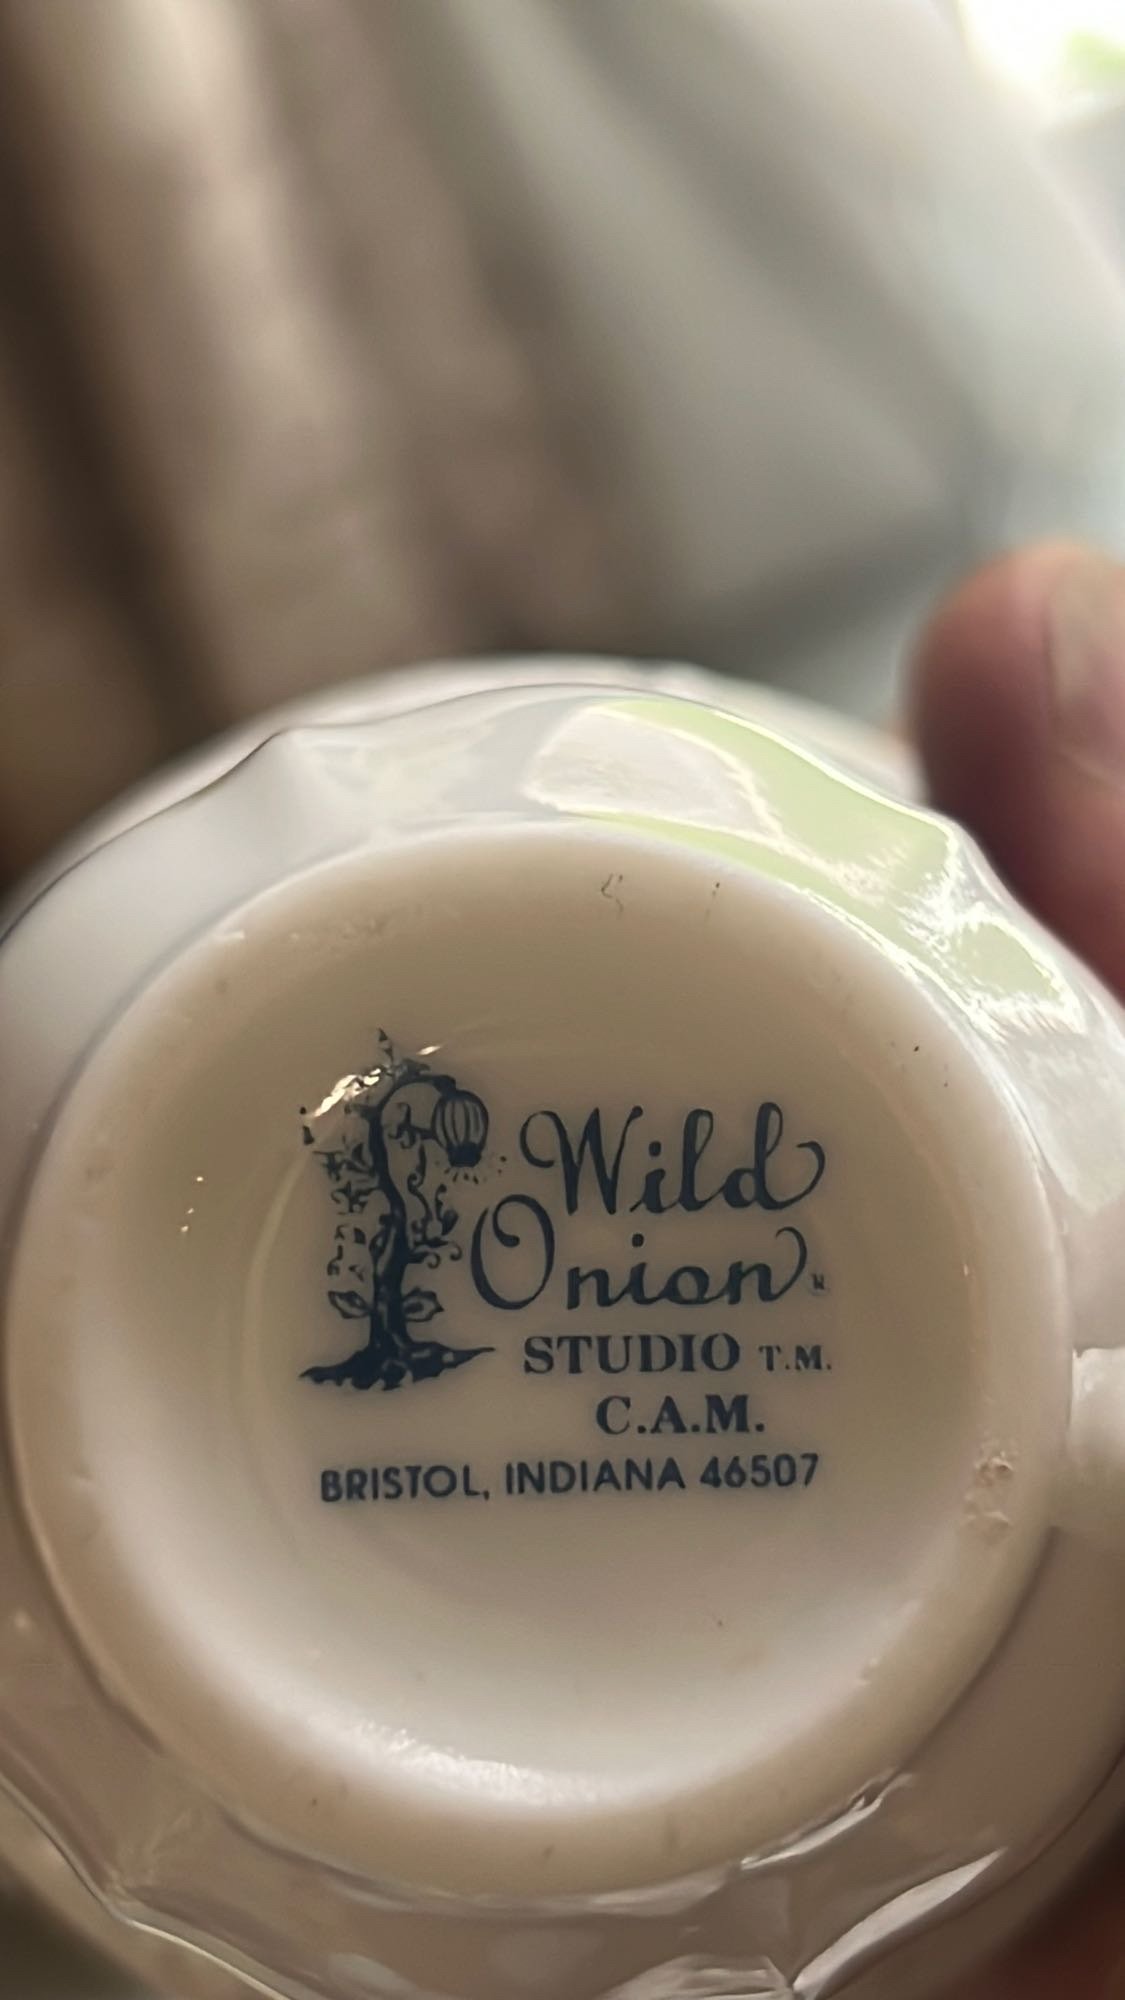 Wild
Onion
STUDIO T.M.
C.A.M.
BRISTOL, INDIANA 46507